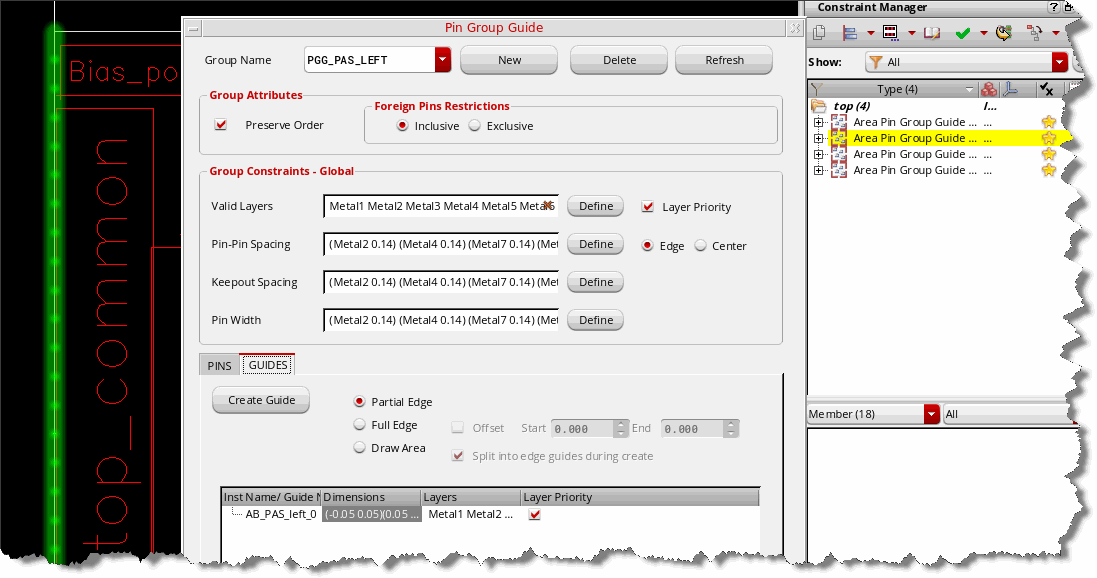 Bias_po
top_common
Pin Group Guide
Group Name PGG_PAS_LEFT New Delete Refresh
Group Attributes
Preserve Order
Foreign Pins Restrictions
Inclusive Exclusive
Group Constraints - Global
Valid Layers Metal1 Metal2 Metal3 Metal4 Metal5 Metal6 Define Layer Priority
Pin-Pin Spacing (Metal2 0.14) (Metal4 0.14) (Metal7 0.14) (Met Define Edge Center
Keepout Spacing (Metal2 0.14) (Metal4 0.14) (Metal7 0.14) (Met Define
Pin Width (Metal2 0.14) (Metal4 0.14) (Metal7 0.14) (Met Define
PINS GUIDES
Create Guide Partial Edge
Full Edge Offset Start 0.000 End 0.000
Draw Area
Split into edge guides during create
Inst Name/ Guide N Dimensions Layers Layer Priority
AB_PAS_left_0 (-0.05 0.05)(0.05 ... Metal1 Metal2 ...
Constraint Manager ?
Show: All
Type (4)
top (4) I...
Area Pin Group Guide ... ...
Area Pin Group Guide ... ...
Area Pin Group Guide ... ...
Area Pin Group Guide ... ...
Member (18) All